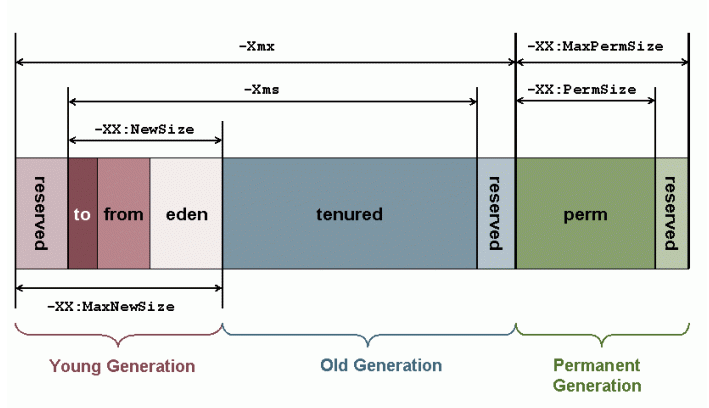 -Xmx
-XX:MaxPermSize
-Xms
-XX:PermSize
-XX:NewSize
reserved
to
from
eden
tenured
reserved
perm
reserved
-XX:MaxNewSize
Young Generation
Old Generation
Permanent
Generation